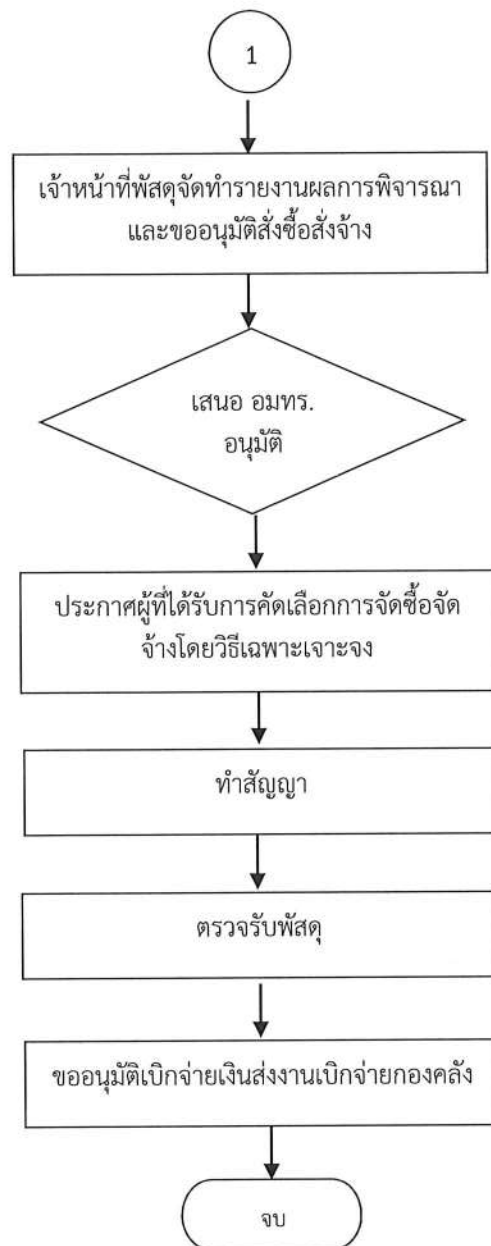 1
เจ้าหน้าที่พัสดุจัดทำรายงานผลการพิจารณา
และขออนุมัติสั่งซื้อสั่งจ้าง
เสนอ อมทร.
อนุมัติ
ประกาศผู้ที่ได้รับการคัดเลือกการจัดซื้อจัด
จ้างโดยวิธีเฉพาะเจาะจง
ทำสัญญา
ตรวจรับพัสดุ
ขออนุมัติเบิกจ่ายเงินส่งงานเบิกจ่ายกองคลัง
จบ